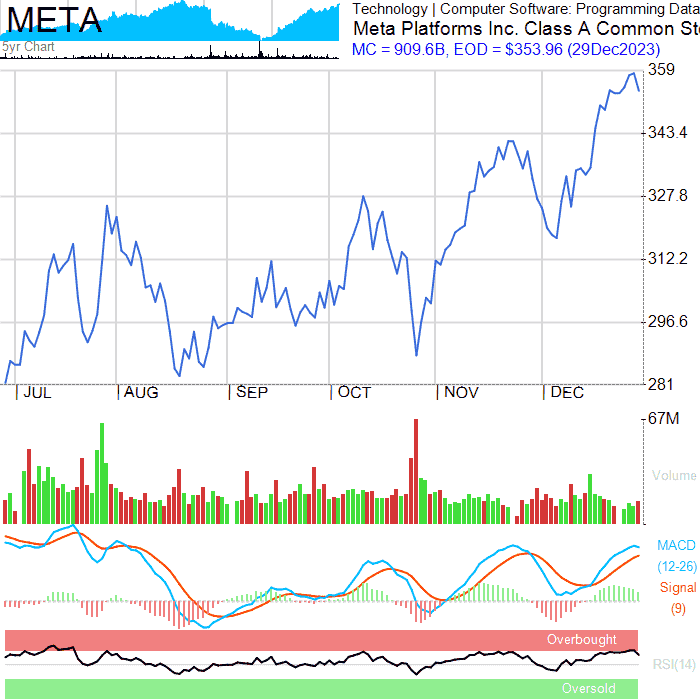 META
5yr Chart
Technology | Computer Software: Programming Data
Meta Platforms Inc. Class A Common Sto
MC = 909.6B, EOD = $353.96 (29Dec2023)
359
343.4
327.8
312.2
296.6
281
| JUL | AUG | SEP | OCT | NOV | DEC
67M
Volume
MACD
(12-26)
Signal
(9)
Overbought
RSI(14)
Oversold